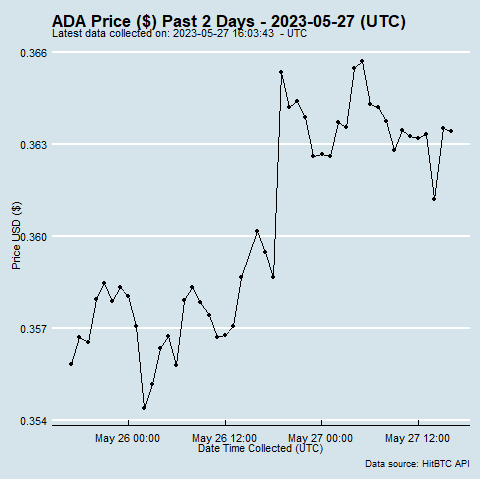 ADA Price ($) Past 2 Days - 2023-05-27 (UTC)
Latest data collected on: 2023-05-27 16:03:43 - UTC
0.366
0.363
0.360
0.357
0.354
Price USD ($)
May 26 00:00 May 26 12:00 May 27 00:00 May 27 12:00
Date Time Collected (UTC)
Data source: HitBTC API